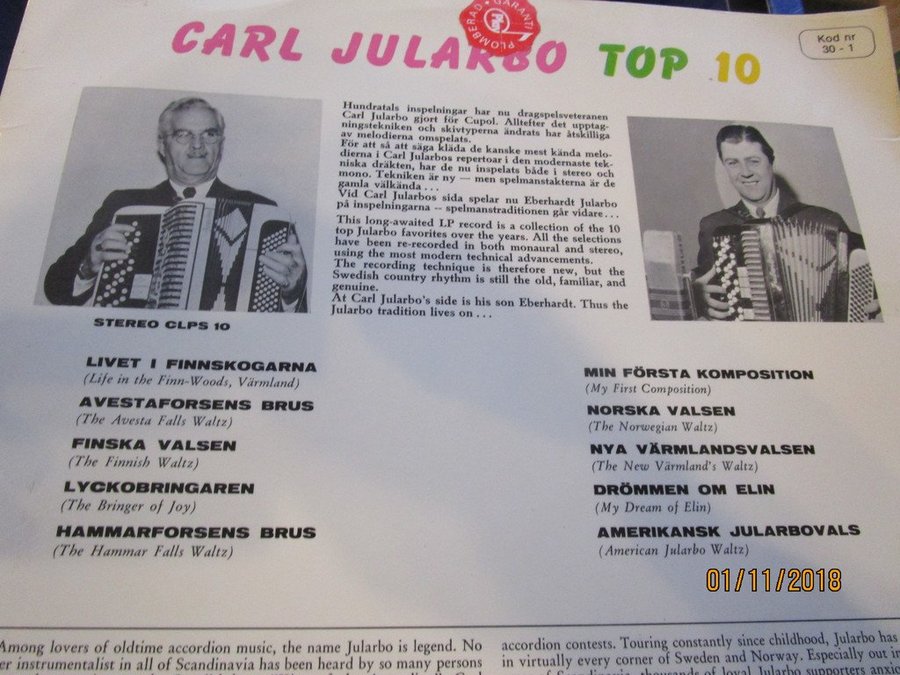 PLOMBERAD • GARANTI
CARL JULARBO TOP 10
Kod nr
30 - 1
Hundratals inspelningar har nu dragspelsveteranen
Carl Jularbo gjort för Cupol. Alltefter det upptag-
ningstekniken och skivtyperna ändrats har åtskilliga
av melodierna omspelats.
För att så att säga kläda de kanske mest kända melo-
dierna i Carl Jularbos repertoar i den modernaste tek-
niska dräkten, har de nu inspelats både i stereo och
mono. Tekniken är ny — men spelmanstakterna är de
gamla välkända . . .
Vid Carl Jularbos sida spelar nu Eberhardt Jularbo
på inspelningarna -- spelmanstraditionen går vidare . . .
This long-awaited LP record is a collection of the 10
top Jularbo favorites over the years. All the selections
have been re-recorded in both monaural and stereo,
using the most modern technical advancements.
The recording technique is therefore new, but the
Swedish country rhythm is still the old, familiar, and
genuine.
At Carl Jularbo's side is his son Eberhardt. Thus the
Jularbo tradition lives on . . .
STEREO CLPS 10
LIVET I FINNSKOGARNA
(Life in the Finn-Woods, Värmland)
AVESTAFORSENS BRUS
(The Avesta Falls Waltz)
FINSKA VALSEN
(The Finnish Waltz)
LYCKOBRINGAREN
(The Bringer of Joy)
HAMMARFORSENS BRUS
(The Hammar Falls Waltz)
MIN FÖRSTA KOMPOSITION
(My First Composition)
NORSKA VALSEN
(The Norwegian Waltz)
NYA VÄRMLANDSVALSEN
(The New Värmland's Waltz)
DRÖMMEN OM ELIN
(My Dream of Elin)
AMERIKANSK JULARBOVALS
(American Jularbo Waltz)
01/11/2018
Among lovers of oldtime accordion music, the name Jularbo is legend. No
er instrumentalist in all of Scandinavia has been heard by so many persons
accordion contests. Touring constantly since childhood, Jularbo has
in virtually every corner of Sweden and Norway. Especially out in
of Scandinavia, thousands of loyal Jularbo supporters